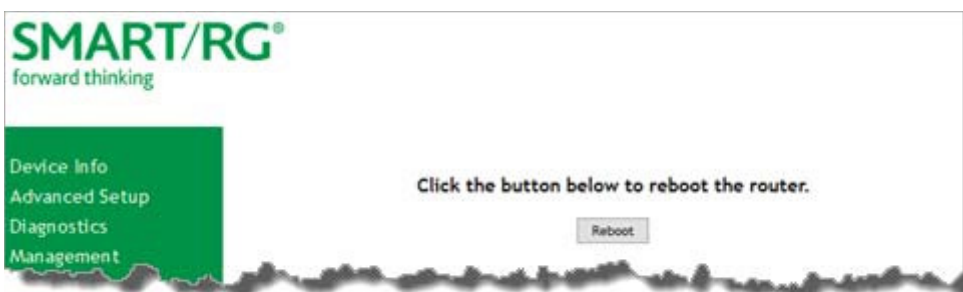 SMART/RG®
forward thinking
Device Info
Advanced Setup
Diagnostics
Management
Click the button below to reboot the router.
Reboot